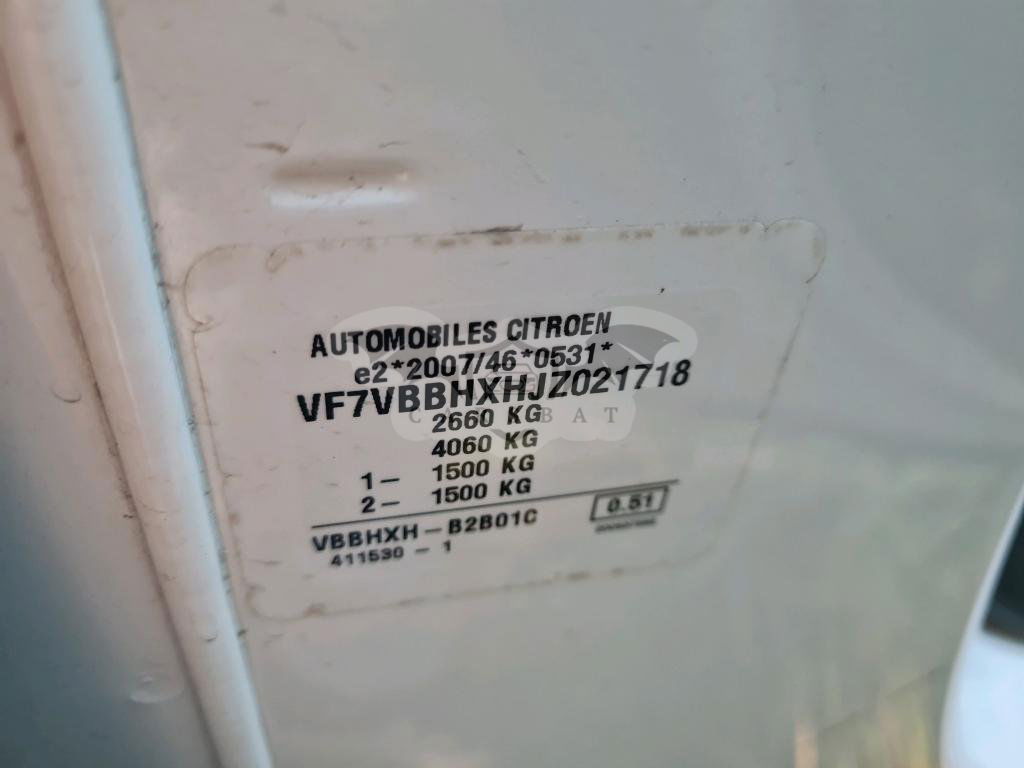 AUTOMOBILES CITROEN
e2*2007/46*0531*
VF7VBBHXHJZ021718
2660 KG
4060 KG
1- 1500 KG
2- 1500 KG
VBBHXH-B2B01C
0.51
411530-1